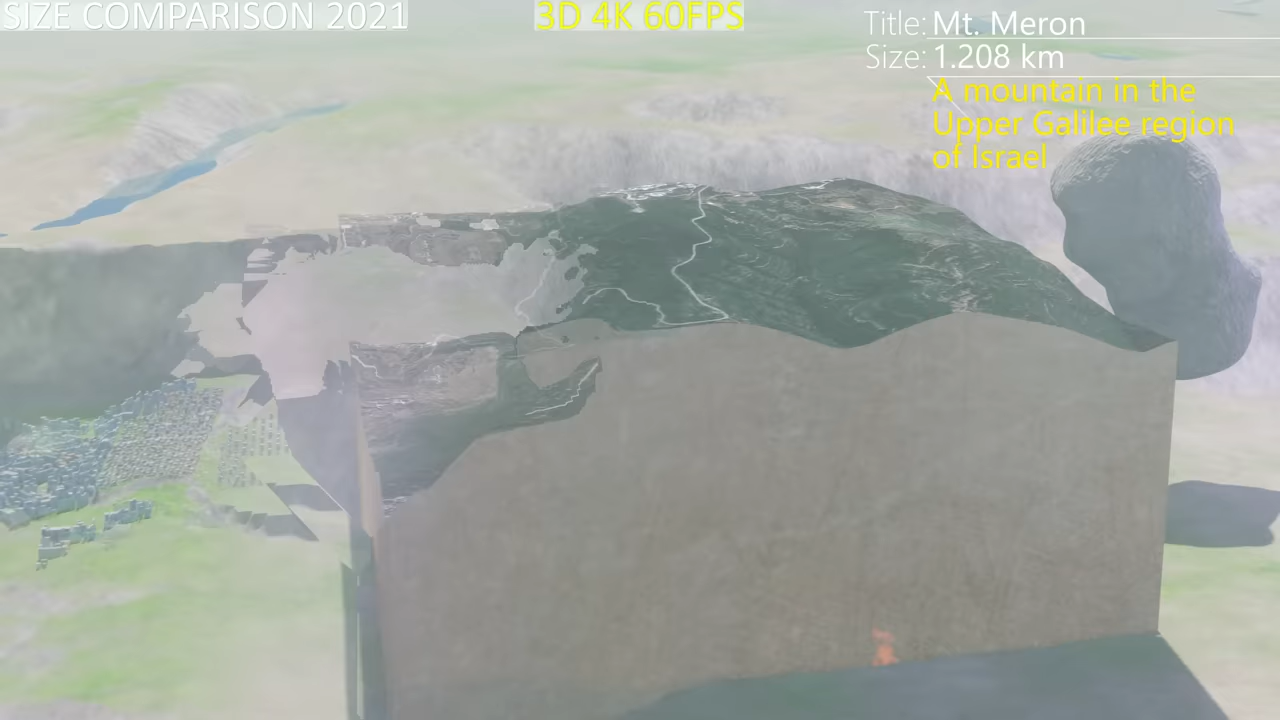 SIZE COMPARISON 2021
3D 4K 60FPS
Title: Mt. Meron
Size: 1.208 km
A mountain in the
Upper Galilee region
of Israel